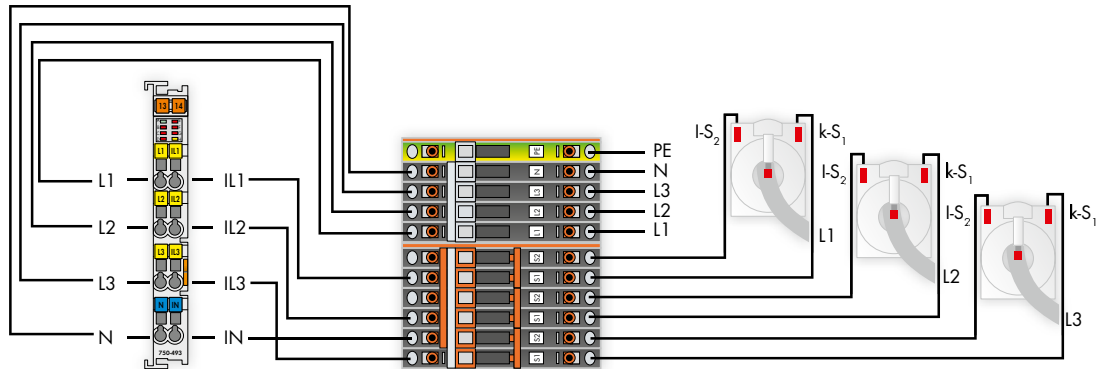 13 14
L1 IL1
L2 IL2
L3 IL3
N IN
750-493
L1
L2
L3
N
IL1
IL2
IL3
IN
PE
N
L3
L2
L1
S2
S1
S2
S1
S2
S1
PE
N
L3
L2
L1
l-S2
k-S1
L1
l-S2
k-S1
L2
l-S2
k-S1
L3